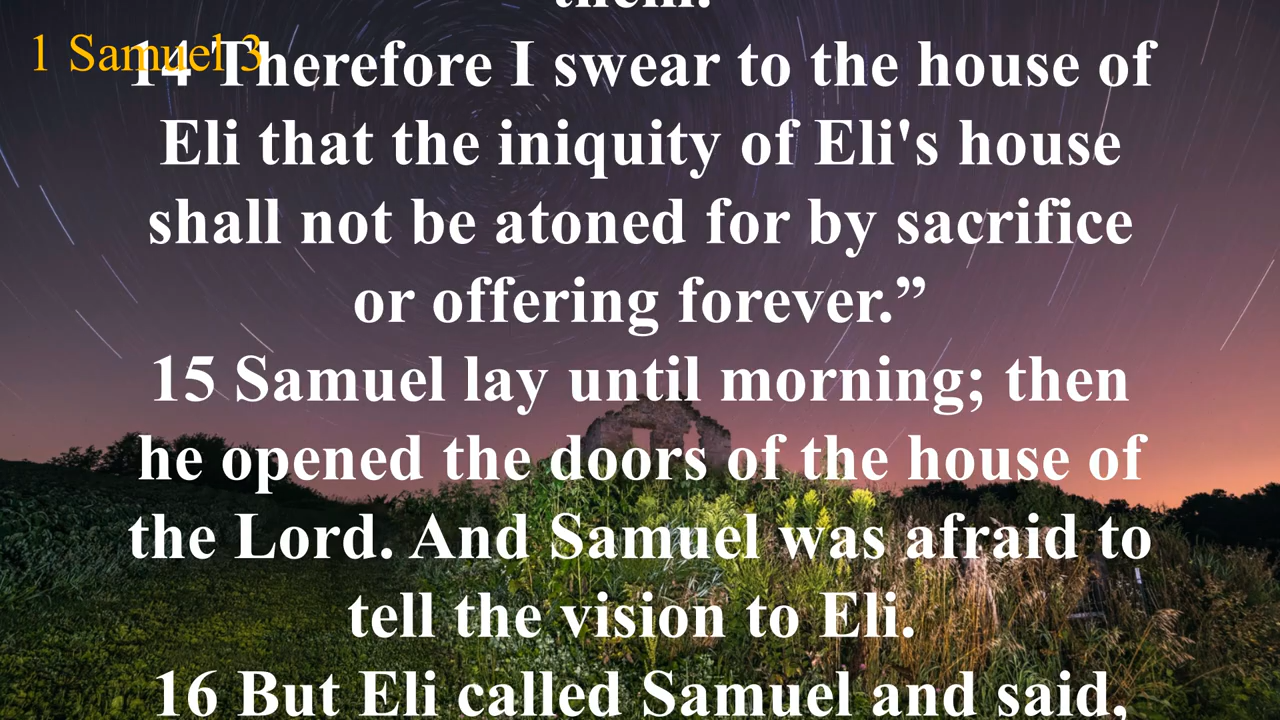 them.
1 Samuel 3
14 Therefore I swear to the house of
Eli that the iniquity of Eli's house
shall not be atoned for by sacrifice
or offering forever.”
15 Samuel lay until morning; then
he opened the doors of the house of
the Lord. And Samuel was afraid to
tell the vision to Eli.
16 But Eli called Samuel and said,